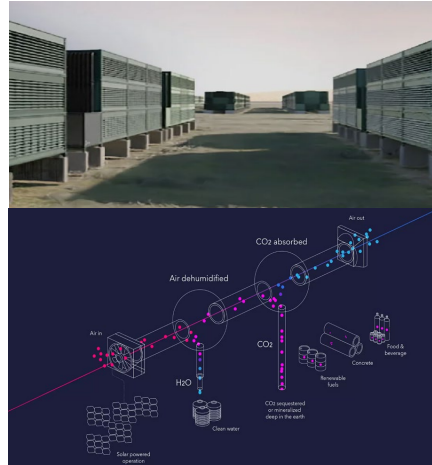 Air out
CO2 absorbed
Air dehumidified
Air in
Food &
beverage
Concrete
CO2
Renewable
fuels
H2O
CO2 sequestered
or mineralized
deep in the earth
Clean water
Solar powered
operation